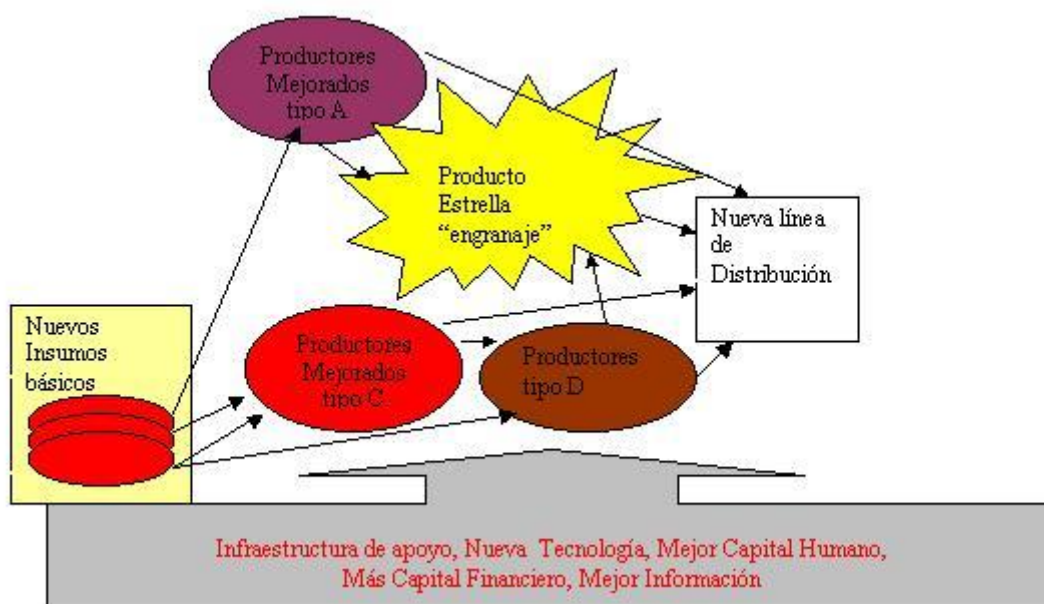 Productores
Mejorados
tipo A
Producto
Estrella
“engranaje”
Nueva línea
de
Distribución
Nuevos
Insumos
básicos
Productores
Mejorados
tipo C
Productores
tipo D
Infraestructura de apoyo, Nueva Tecnología, Mejor Capital Humano,
Más Capital Financiero, Mejor Información